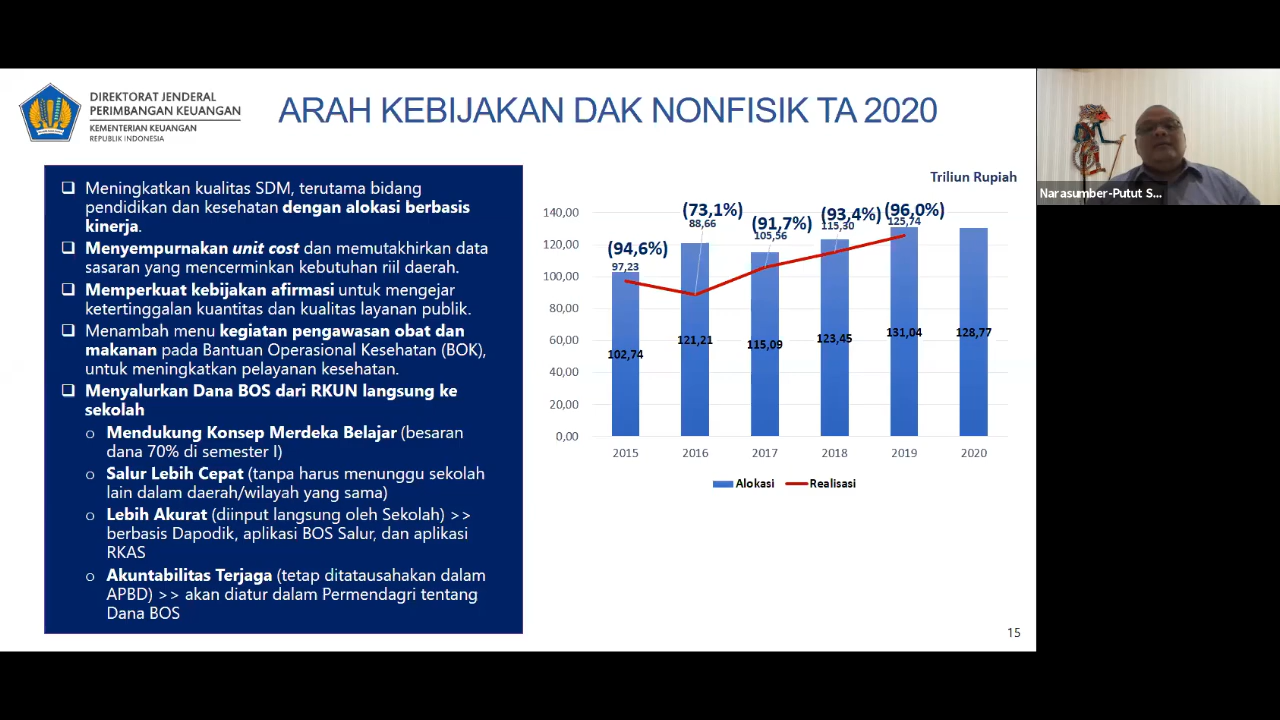 DIREKTORAT JENDERAL
PERIMBANGAN KEUANGAN
KEMENTERIAN KEUANGAN
REPUBLIK INDONESIA
ARAH KEBIJAKAN DAK NONFISIK TA 2020
❑ Meningkatkan kualitas SDM, terutama bidang
pendidikan dan kesehatan dengan alokasi berbasis
kinerja.
❑ Menyempurnakan unit cost dan memutakhirkan data
sasaran yang mencerminkan kebutuhan riil daerah.
❑ Memperkuat kebijakan afirmasi untuk mengejar
ketertinggalan kuantitas dan kualitas layanan publik.
❑ Menambah menu kegiatan pengawasan obat dan
makanan pada Bantuan Operasional Kesehatan (BOK),
untuk meningkatkan pelayanan kesehatan.
❑ Menyalurkan Dana BOS dari RKUN langsung ke
sekolah
o Mendukung Konsep Merdeka Belajar (besaran
dana 70% di semester I)
o Salur Lebih Cepat (tanpa harus menunggu sekolah
lain dalam daerah/wilayah yang sama)
o Lebih Akurat (diinput langsung oleh Sekolah) >>
berbasis Dapodik, aplikasi BOS Salur, dan aplikasi
RKAS
o Akuntabilitas Terjaga (tetap ditatausahakan dalam
APBD) >> akan diatur dalam Permendagri tentang
Dana BOS
Triliun Rupiah
140,00
120,00
100,00
80,00
60,00
40,00
20,00
0,00
(94,6%)
97,23
(73,1%)
88,66
(91,7%)
105,56
(93,4%)
115,30
(96,0%)
125,74
102,74
121,21
115,09
123,45
131,04
128,77
2015 2016 2017 2018 2019 2020
Alokasi Realisasi
15
Narasumber-Putut S...